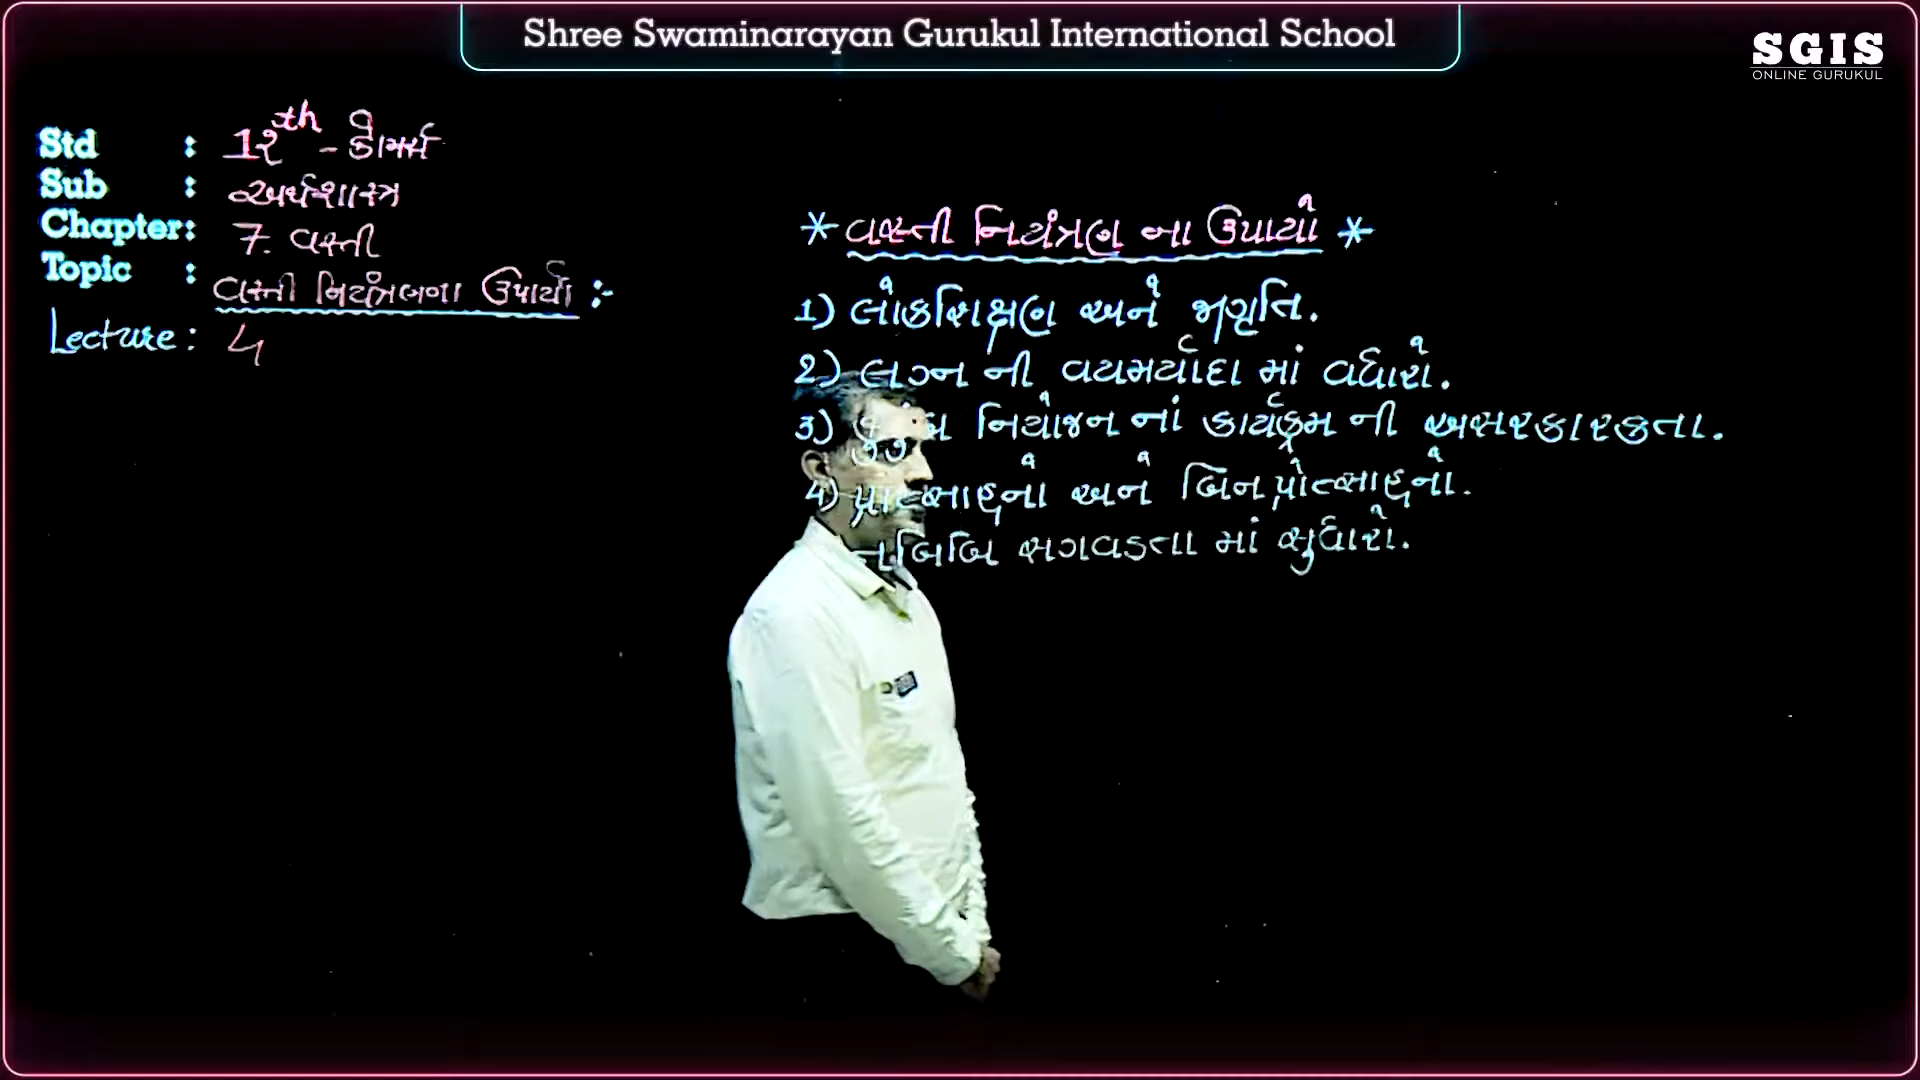 Shree Swaminarayan Gurukul International School
SGIS
ONLINE GURUKUL
Std : 12th - કોમર્સ
Sub : અર્થશાસ્ત્ર
Chapter: 7. વસ્તી
Topic : વસ્તી નિયંત્રણના ઉપાયો :-
Lecture: 4
* વસ્તી નિયંત્રણ ના ઉપાયો *
1) લોકશિક્ષણ અને જાગૃતિ.
2) લગ્ન ની વયમર્યાદા માં વધારો.
3) નિયોજન નાં કાર્યક્રમ ની અસરકારકતા.
4) પ્રોત્સાહનો અને બિનપ્રોત્સાહનો.
તબિબિ સગવડતા માં સુધારો.